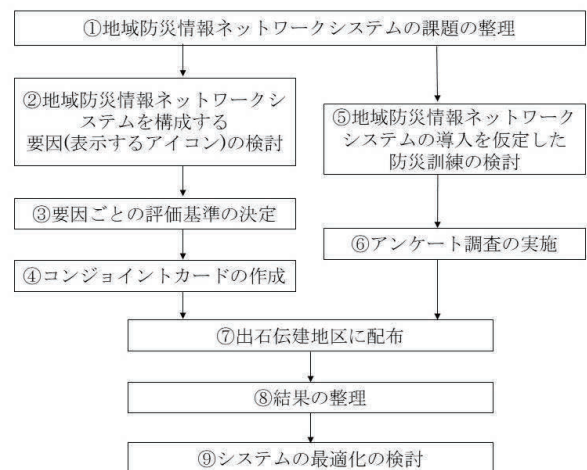 ①地域防災情報ネットワークシステムの課題の整理
②地域防災情報ネットワークシ
ステムを構成する
要因(表示するアイコン)の検討
③要因ごとの評価基準の決定
④コンジョイントカードの作成
⑤地域防災情報ネットワーク
システムの導入を仮定した
防災訓練の検討
⑥アンケート調査の実施
⑦出石伝建地区に配布
⑧結果の整理
⑨システムの最適化の検討